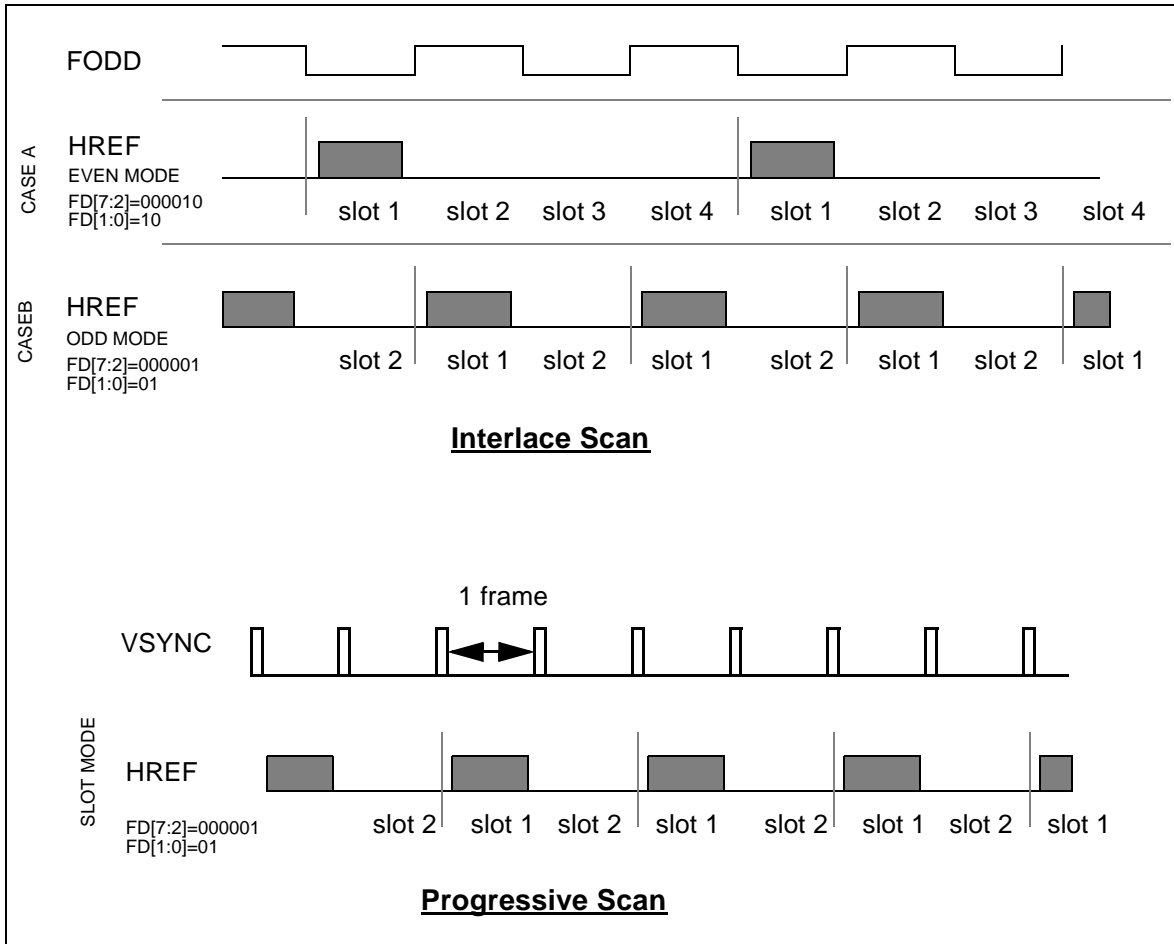 FODD
CASE A
HREF
EVEN MODE
FD[7:2]=000010
FD[1:0]=10
slot 1 slot 2 slot 3 slot 4 slot 1 slot 2 slot 3 slot 4
CASEB
HREF
ODD MODE
FD[7:2]=000001
FD[1:0]=01
slot 2 slot 1 slot 2 slot 1 slot 2 slot 1 slot 2 slot 1
Interlace Scan
1 frame
VSYNC
SLOT MODE
HREF
FD[7:2]=000001
FD[1:0]=01
slot 2 slot 1 slot 2 slot 1 slot 2 slot 1 slot 2 slot 1
Progressive Scan